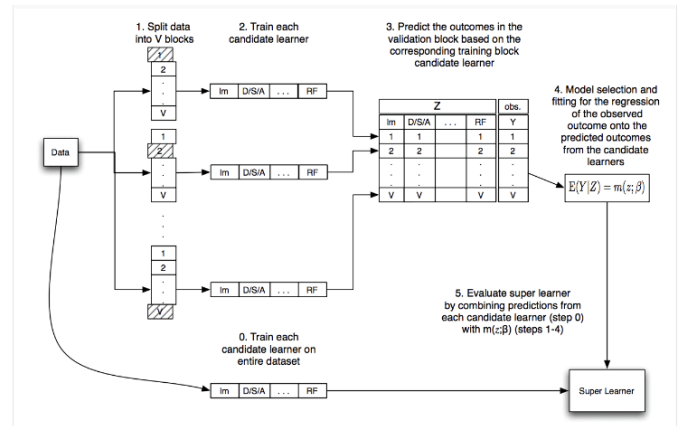 1. Split data
into V blocks
2. Train each
candidate learner
3. Predict the outcomes in the
validation block based on the
corresponding training block
candidate learner
4. Model selection and
fitting for the regression
of the observed
outcome onto the
predicted outcomes
from the candidate
learners
1
2
.
.
V
lm D/S/A ... RF
Z obs.
lm D/S/A ... RF Y
1 1 1 1
2 2 2 2
. . . .
. . . .
V V V V
Data
1
2
.
.
V
lm D/S/A ... RF
E(Y|Z) = m(z; β)
.
.
.
1
2
.
.
V
lm D/S/A ... RF
5. Evaluate super learner
by combining predictions from
each candidate learner (step 0)
with m(z;β) (steps 1-4)
0. Train each
candidate learner on
entire dataset
lm D/S/A ... RF
Super Learner